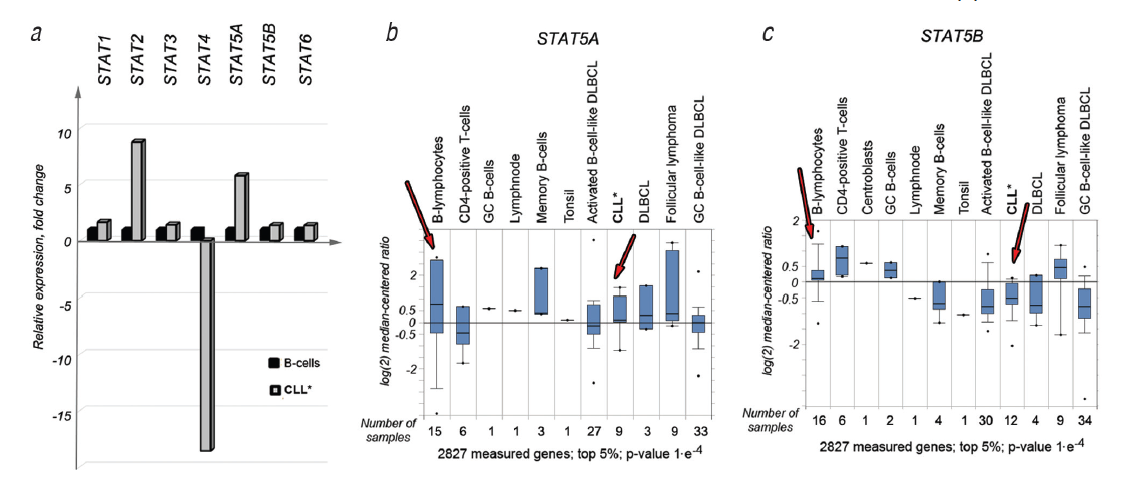 a
STAT1
STAT2
STAT3
STAT4
STAT5A
STAT5B
STAT6
Relative expression, fold change
10
5
0
-5
-10
-15
B-cells
CLL*
b
STAT5A
B-lymphocytes
CD4-positive T-cells
GC B-cells
Lymphnode
Memory B-cells
Tonsil
Activated B-cell-like DLBCL
CLL*
DLBCL
Follicular lymphoma
GC B-cell-like DLBCL
log(2) median-centered ratio
2
0.5
0
-0.5
-2
Number of
samples
15 6 1 1 3 1 27 9 3 9 33
2827 measured genes; top 5%; p-value 1·e-4
c
STAT5B
B-lymphocytes
CD4-positive T-cells
Centroblasts
GC B-cells
Lymphnode
Memory B-cells
Tonsil
Activated B-cell-like DLBCL
CLL*
DLBCL
Follicular lymphoma
GC B-cell-like DLBCL
log(2) median-centered ratio
2
0.5
0
-0.5
-2
Number of
samples
16 6 1 2 1 4 1 30 12 4 9 34
2827 measured genes; top 5%; p-value 1·e-4